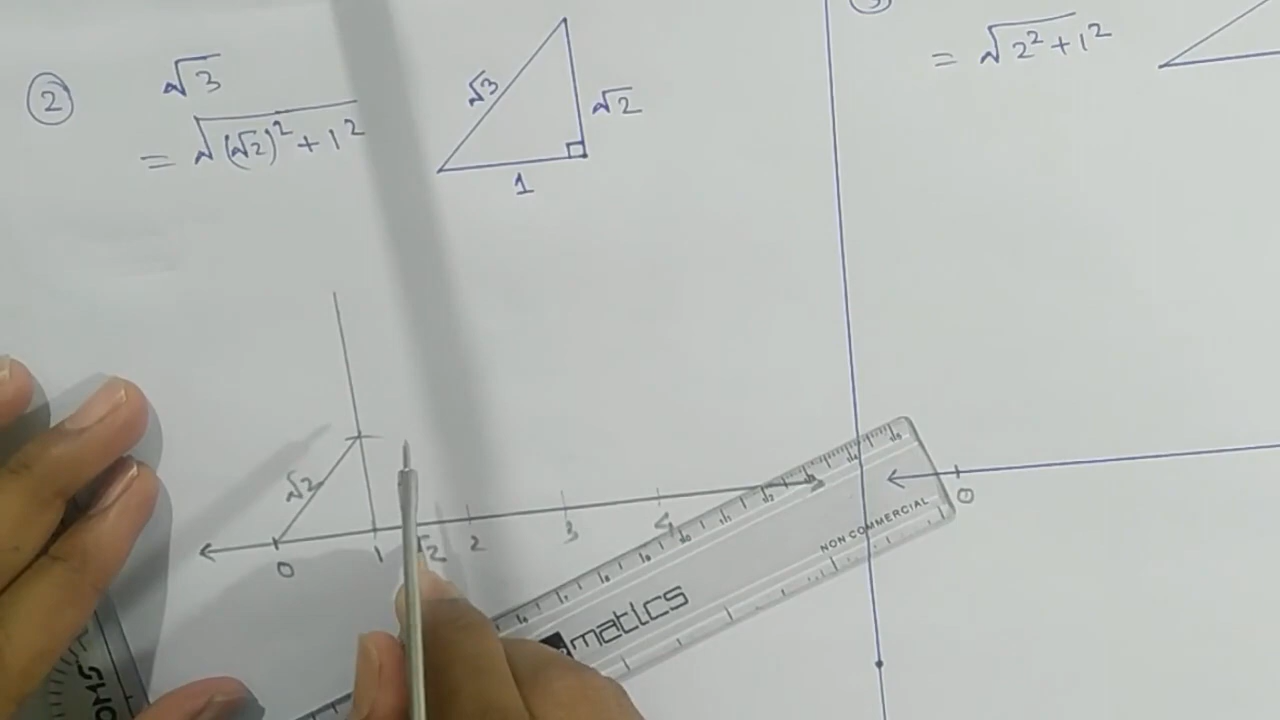 ② √3
= √((√2)² + 1²)
√3
√2
1
√2
0 1 √2 2 3 4
= √(2² + 1²)
0
matics
NON COMMERCIAL